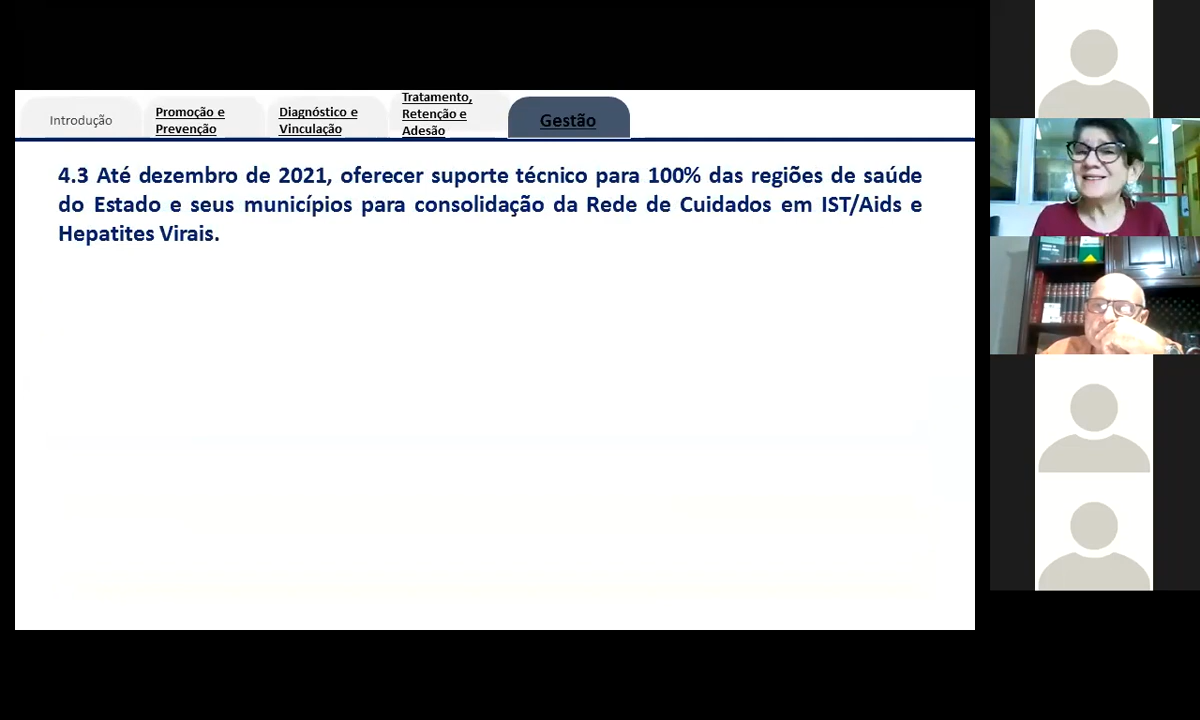 Introdução
Promoção e
Prevenção
Diagnóstico e
Vinculação
Tratamento,
Retenção e
Adesão
Gestão
4.3 Até dezembro de 2021, oferecer suporte técnico para 100% das regiões de saúde
do Estado e seus municípios para consolidação da Rede de Cuidados em IST/Aids e
Hepatites Virais.